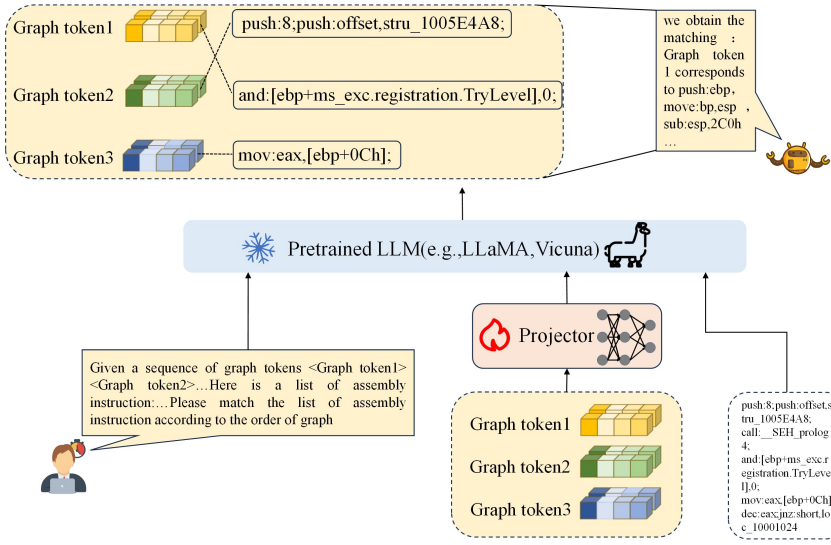 Graph token1
push:8;push:offset,stru_1005E4A8;
Graph token2
and:[ebp+ms_exc.registration.TryLevel],0;
Graph token3
mov:eax,[ebp+0Ch];
we obtain the
matching :
Graph token
1 corresponds
to push:ebp,
move:bp,esp ,
sub:esp,2C0h
…
Pretrained LLM(e.g.,LLaMA,Vicuna)
Projector
Given a sequence of graph tokens <Graph token1>
<Graph token2>…Here is a list of assembly
instruction:…Please match the list of assembly
instruction according to the order of graph
Graph token1
Graph token2
Graph token3
push:8;push:offset,s
tru_1005E4A8;
call:__SEH_prolog
4;
and:[ebp+ms_exc.r
egistration.TryLeve
l],0;
mov:eax,[ebp+0Ch]
dec:eax;jnz:short,lo
c_10001024